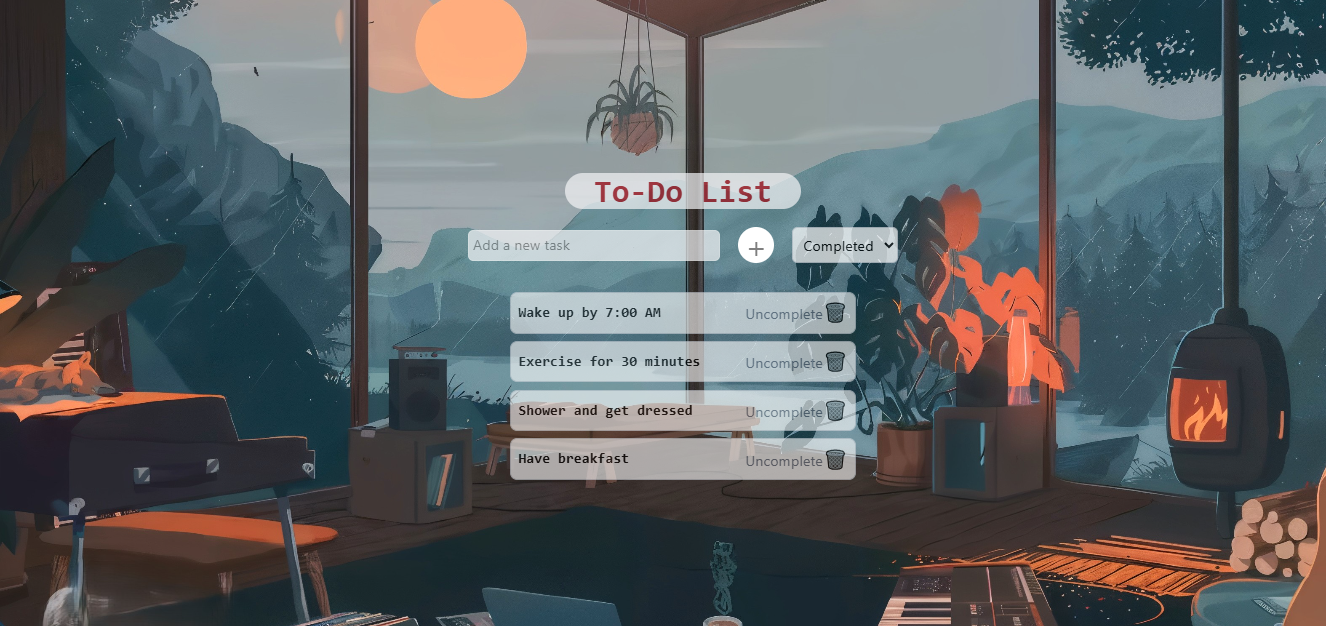 To-Do List
Add a new task
Completed
Wake up by 7:00 AM Uncomplete
Exercise for 30 minutes Uncomplete
Shower and get dressed Uncomplete
Have breakfast Uncomplete